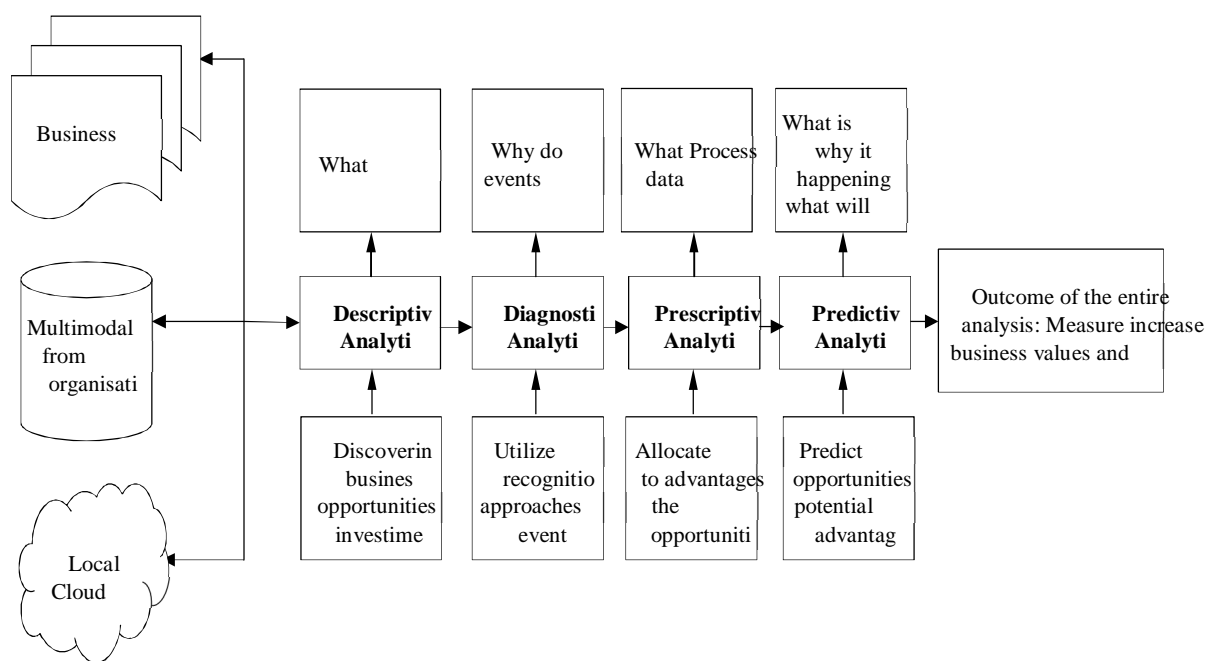 Business
Multimodal
from
organisati
Local
Cloud
What
Why do
events
What Process
data
What is
why it
happening
what will
Descriptiv
Analyti
Diagnosti
Analyti
Prescriptiv
Analyti
Predictiv
Analyti
Outcome of the entire
analysis: Measure increase
business values and
Discoverin
busines
opportunities
investime
Utilize
recognitio
approaches
event
Allocate
to advantages
the
opportuniti
Predict
opportunities
potential
advantag